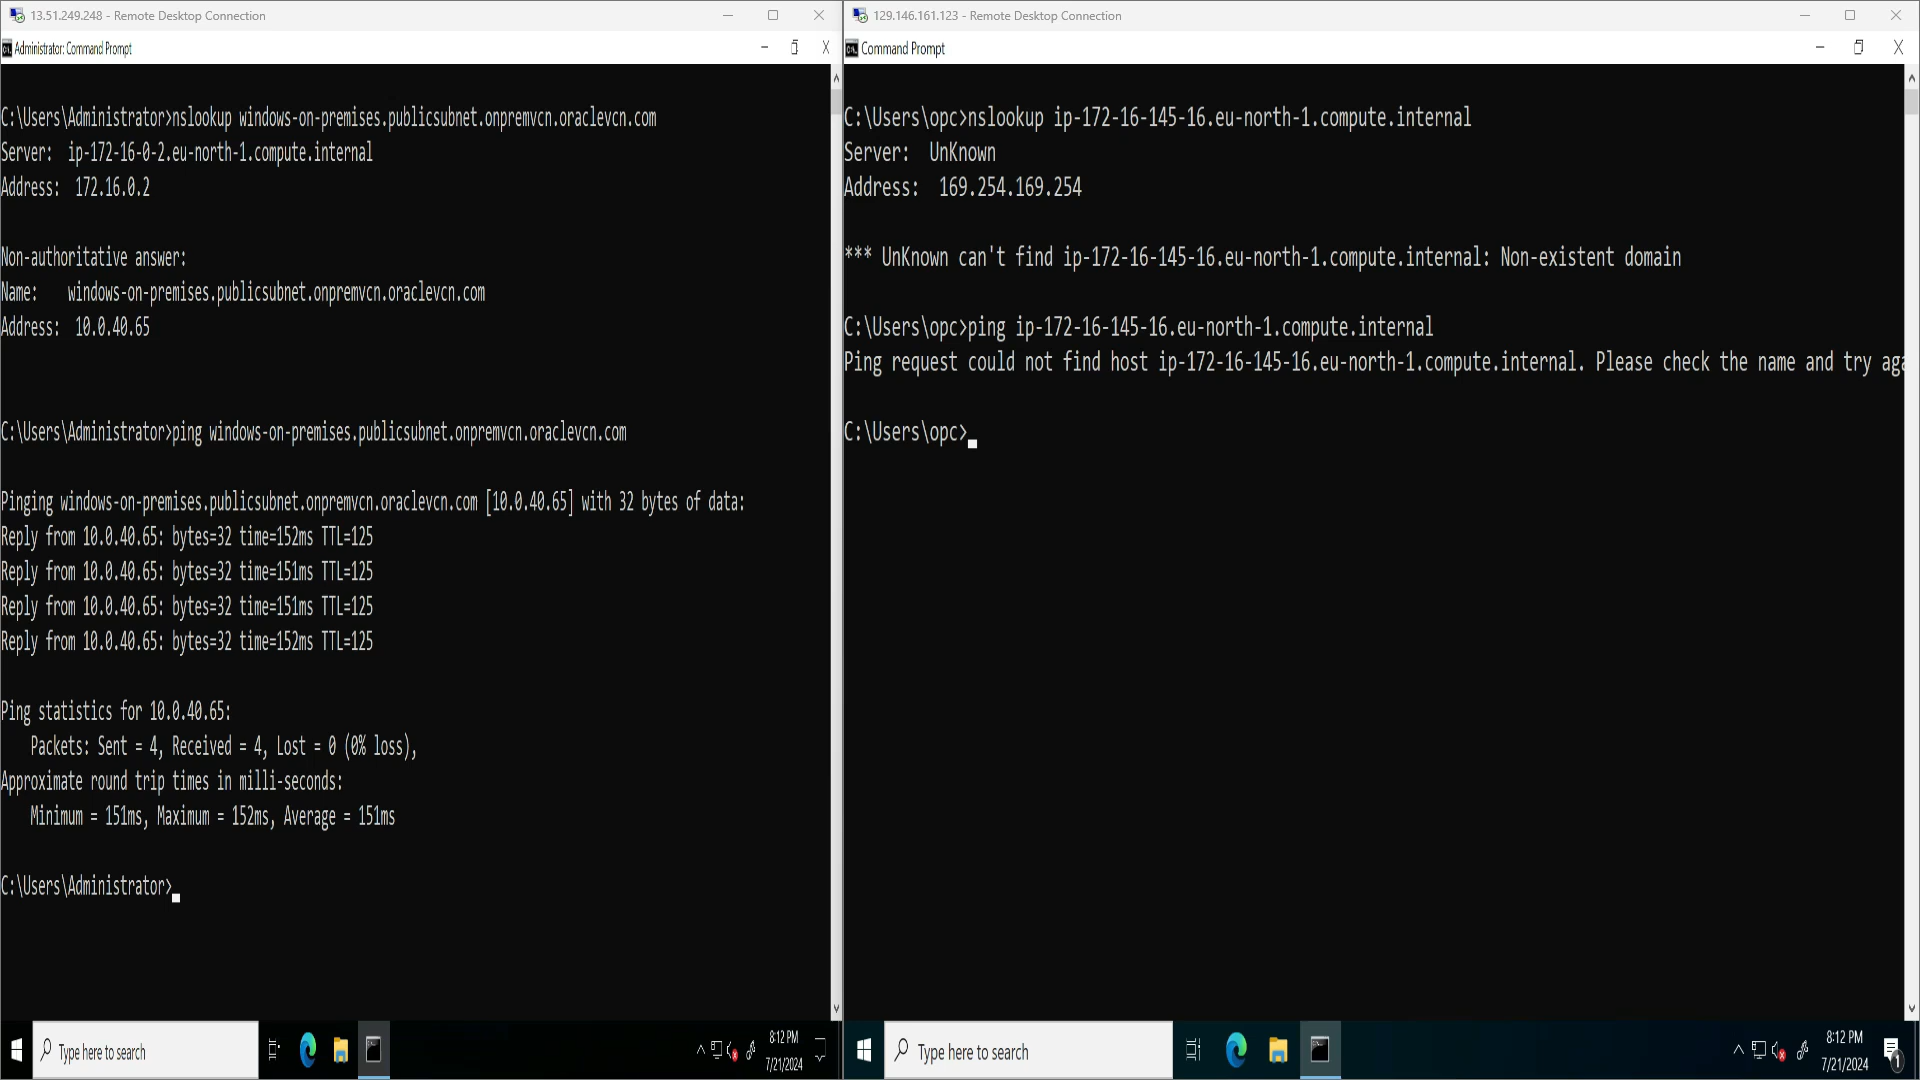 13.51.249.248 - Remote Desktop Connection
Administrator: Command Prompt
C:\Users\Administrator>nslookup windows-on-premises.publicsubnet.onpremvcn.oraclevcn.com
Server:  ip-172-16-0-2.eu-north-1.compute.internal
Address:  172.16.0.2
Non-authoritative answer:
Name:    windows-on-premises.publicsubnet.onpremvcn.oraclevcn.com
Address:  10.0.40.65
C:\Users\Administrator>ping windows-on-premises.publicsubnet.onpremvcn.oraclevcn.com
Pinging windows-on-premises.publicsubnet.onpremvcn.oraclevcn.com [10.0.40.65] with 32 bytes of data:
Reply from 10.0.40.65: bytes=32 time=152ms TTL=125
Reply from 10.0.40.65: bytes=32 time=151ms TTL=125
Reply from 10.0.40.65: bytes=32 time=151ms TTL=125
Reply from 10.0.40.65: bytes=32 time=152ms TTL=125
Ping statistics for 10.0.40.65:
    Packets: Sent = 4, Received = 4, Lost = 0 (0% loss),
Approximate round trip times in milli-seconds:
    Minimum = 151ms, Maximum = 152ms, Average = 151ms
C:\Users\Administrator>
Type here to search
8:12 PM
7/21/2024
129.146.161.123 - Remote Desktop Connection
Command Prompt
C:\Users\opc>nslookup ip-172-16-145-16.eu-north-1.compute.internal
Server:  UnKnown
Address:  169.254.169.254
*** UnKnown can't find ip-172-16-145-16.eu-north-1.compute.internal: Non-existent domain
C:\Users\opc>ping ip-172-16-145-16.eu-north-1.compute.internal
Ping request could not find host ip-172-16-145-16.eu-north-1.compute.internal. Please check the name and try aga
C:\Users\opc>
Type here to search
8:12 PM
7/21/2024
1